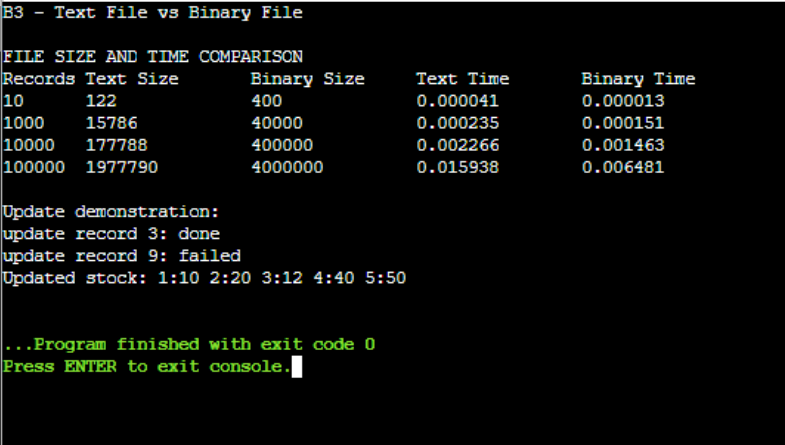 B3 - Text File vs Binary File
FILE SIZE AND TIME COMPARISON
Records Text Size Binary Size Text Time Binary Time
10 122 400 0.000041 0.000013
1000 15786 40000 0.000235 0.000151
10000 177788 400000 0.002266 0.001463
100000 1977790 4000000 0.015938 0.006481
Update demonstration:
update record 3: done
update record 9: failed
Updated stock: 1:10 2:20 3:12 4:40 5:50
...Program finished with exit code 0
Press ENTER to exit console.